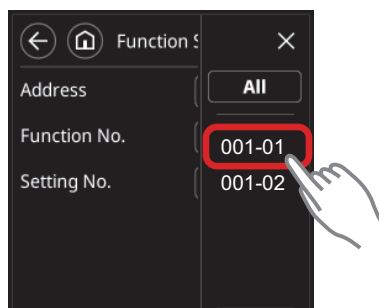 Function S
Address
Function No.
Setting No.
All
001-01
001-02